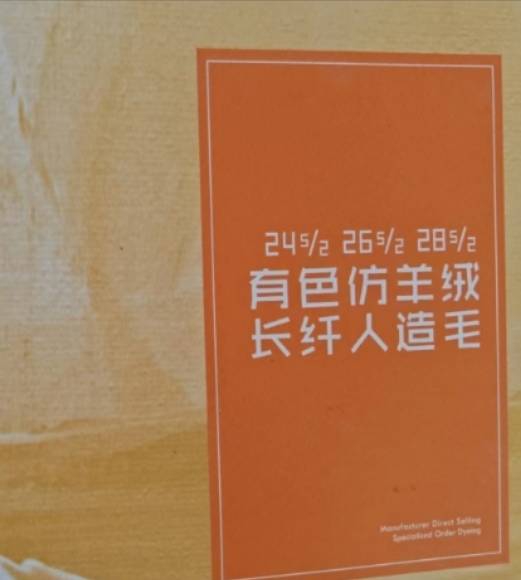 24s/2 26s/2 28s/2
有色仿羊绒
长纤人造毛
Manufacturer Direct Selling
Specialised Order Dyeing